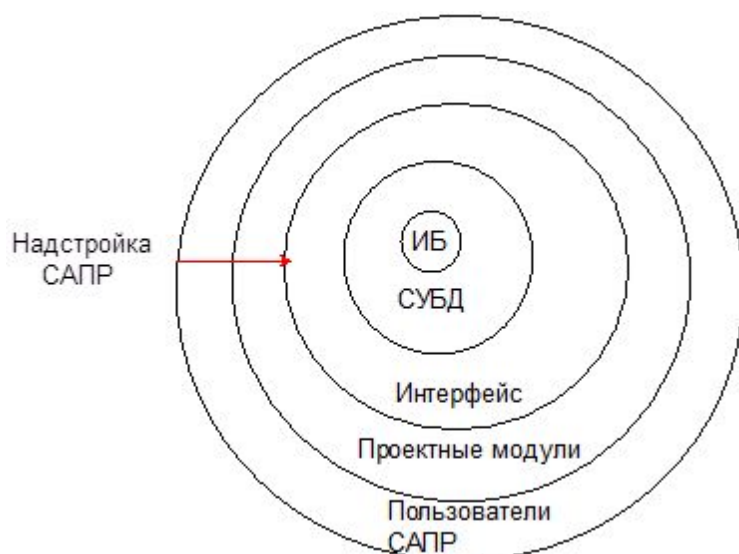 Надстройка
САПР
ИБ
СУБД
Интерфейс
Проектные модули
Пользователи
САПР